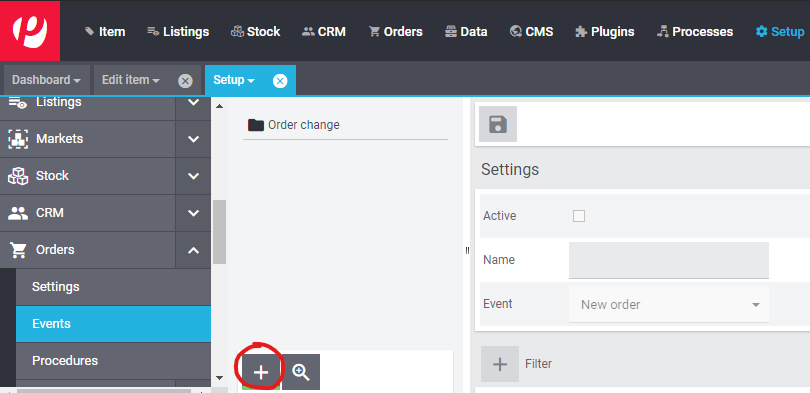 Item Listings Stock CRM Orders Data CMS Plugins Processes Setup
Dashboard Edit item Setup
Listings
Markets
Stock
CRM
Orders
Settings
Events
Procedures
Order change
Settings
Active
Name
Event New order
Filter